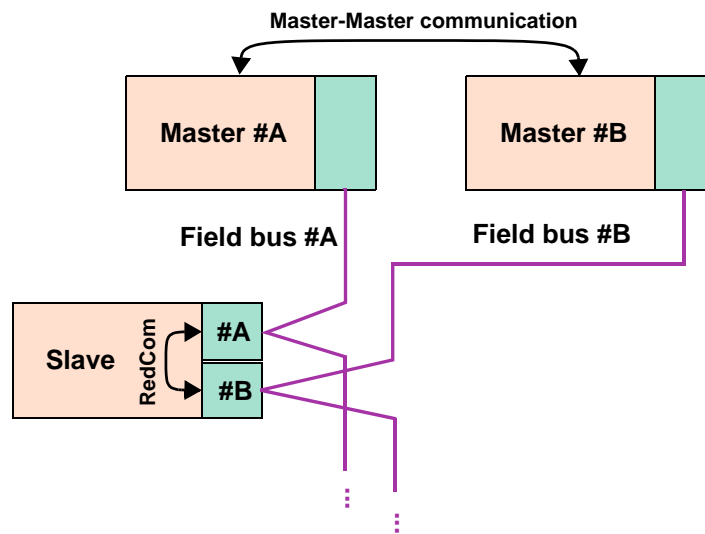 Master-Master communication
Master #A
Master #B
Field bus #A
Field bus #B
Slave
RedCom
#A
#B
...
...